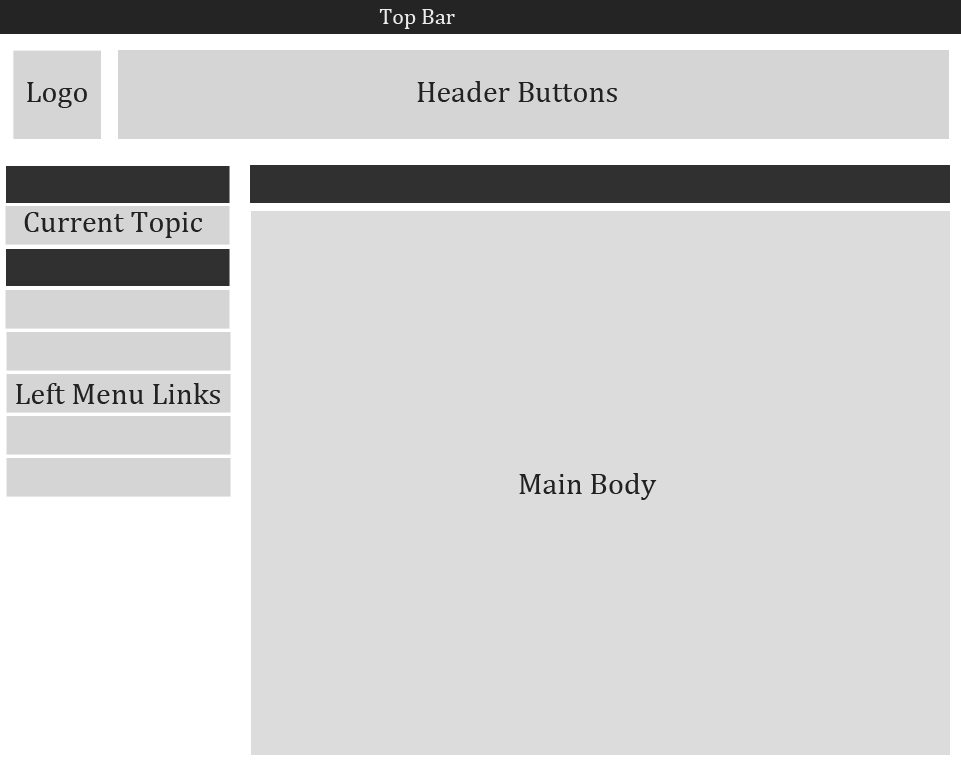 Top Bar
Logo
Header Buttons
Current Topic
Left Menu Links
Main Body